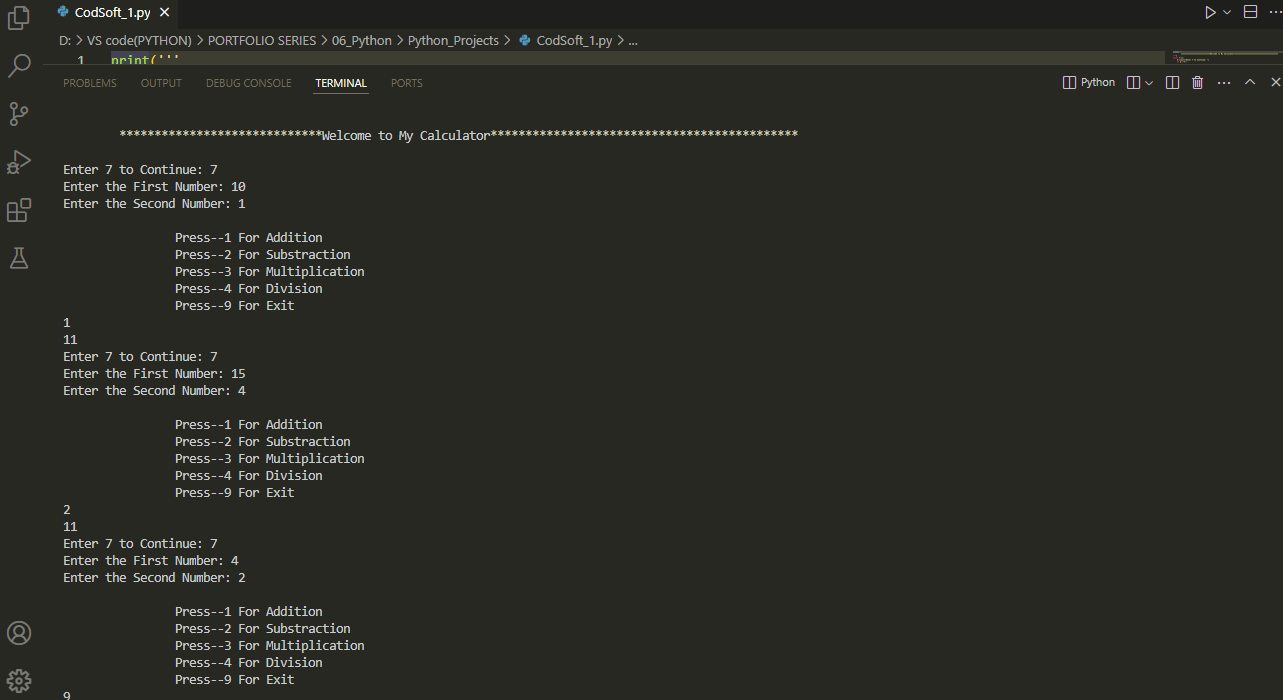 CodSoft_1.py
D: > VS code(PYTHON) > PORTFOLIO SERIES > 06_Python > Python_Projects > CodSoft_1.py > ...
1 print('''
PROBLEMS OUTPUT DEBUG CONSOLE TERMINAL PORTS Python
*****************************Welcome to My Calculator********************************************
Enter 7 to Continue: 7
Enter the First Number: 10
Enter the Second Number: 1
Press--1 For Addition
Press--2 For Substraction
Press--3 For Multiplication
Press--4 For Division
Press--9 For Exit
1
11
Enter 7 to Continue: 7
Enter the First Number: 15
Enter the Second Number: 4
Press--1 For Addition
Press--2 For Substraction
Press--3 For Multiplication
Press--4 For Division
Press--9 For Exit
2
11
Enter 7 to Continue: 7
Enter the First Number: 4
Enter the Second Number: 2
Press--1 For Addition
Press--2 For Substraction
Press--3 For Multiplication
Press--4 For Division
Press--9 For Exit
9